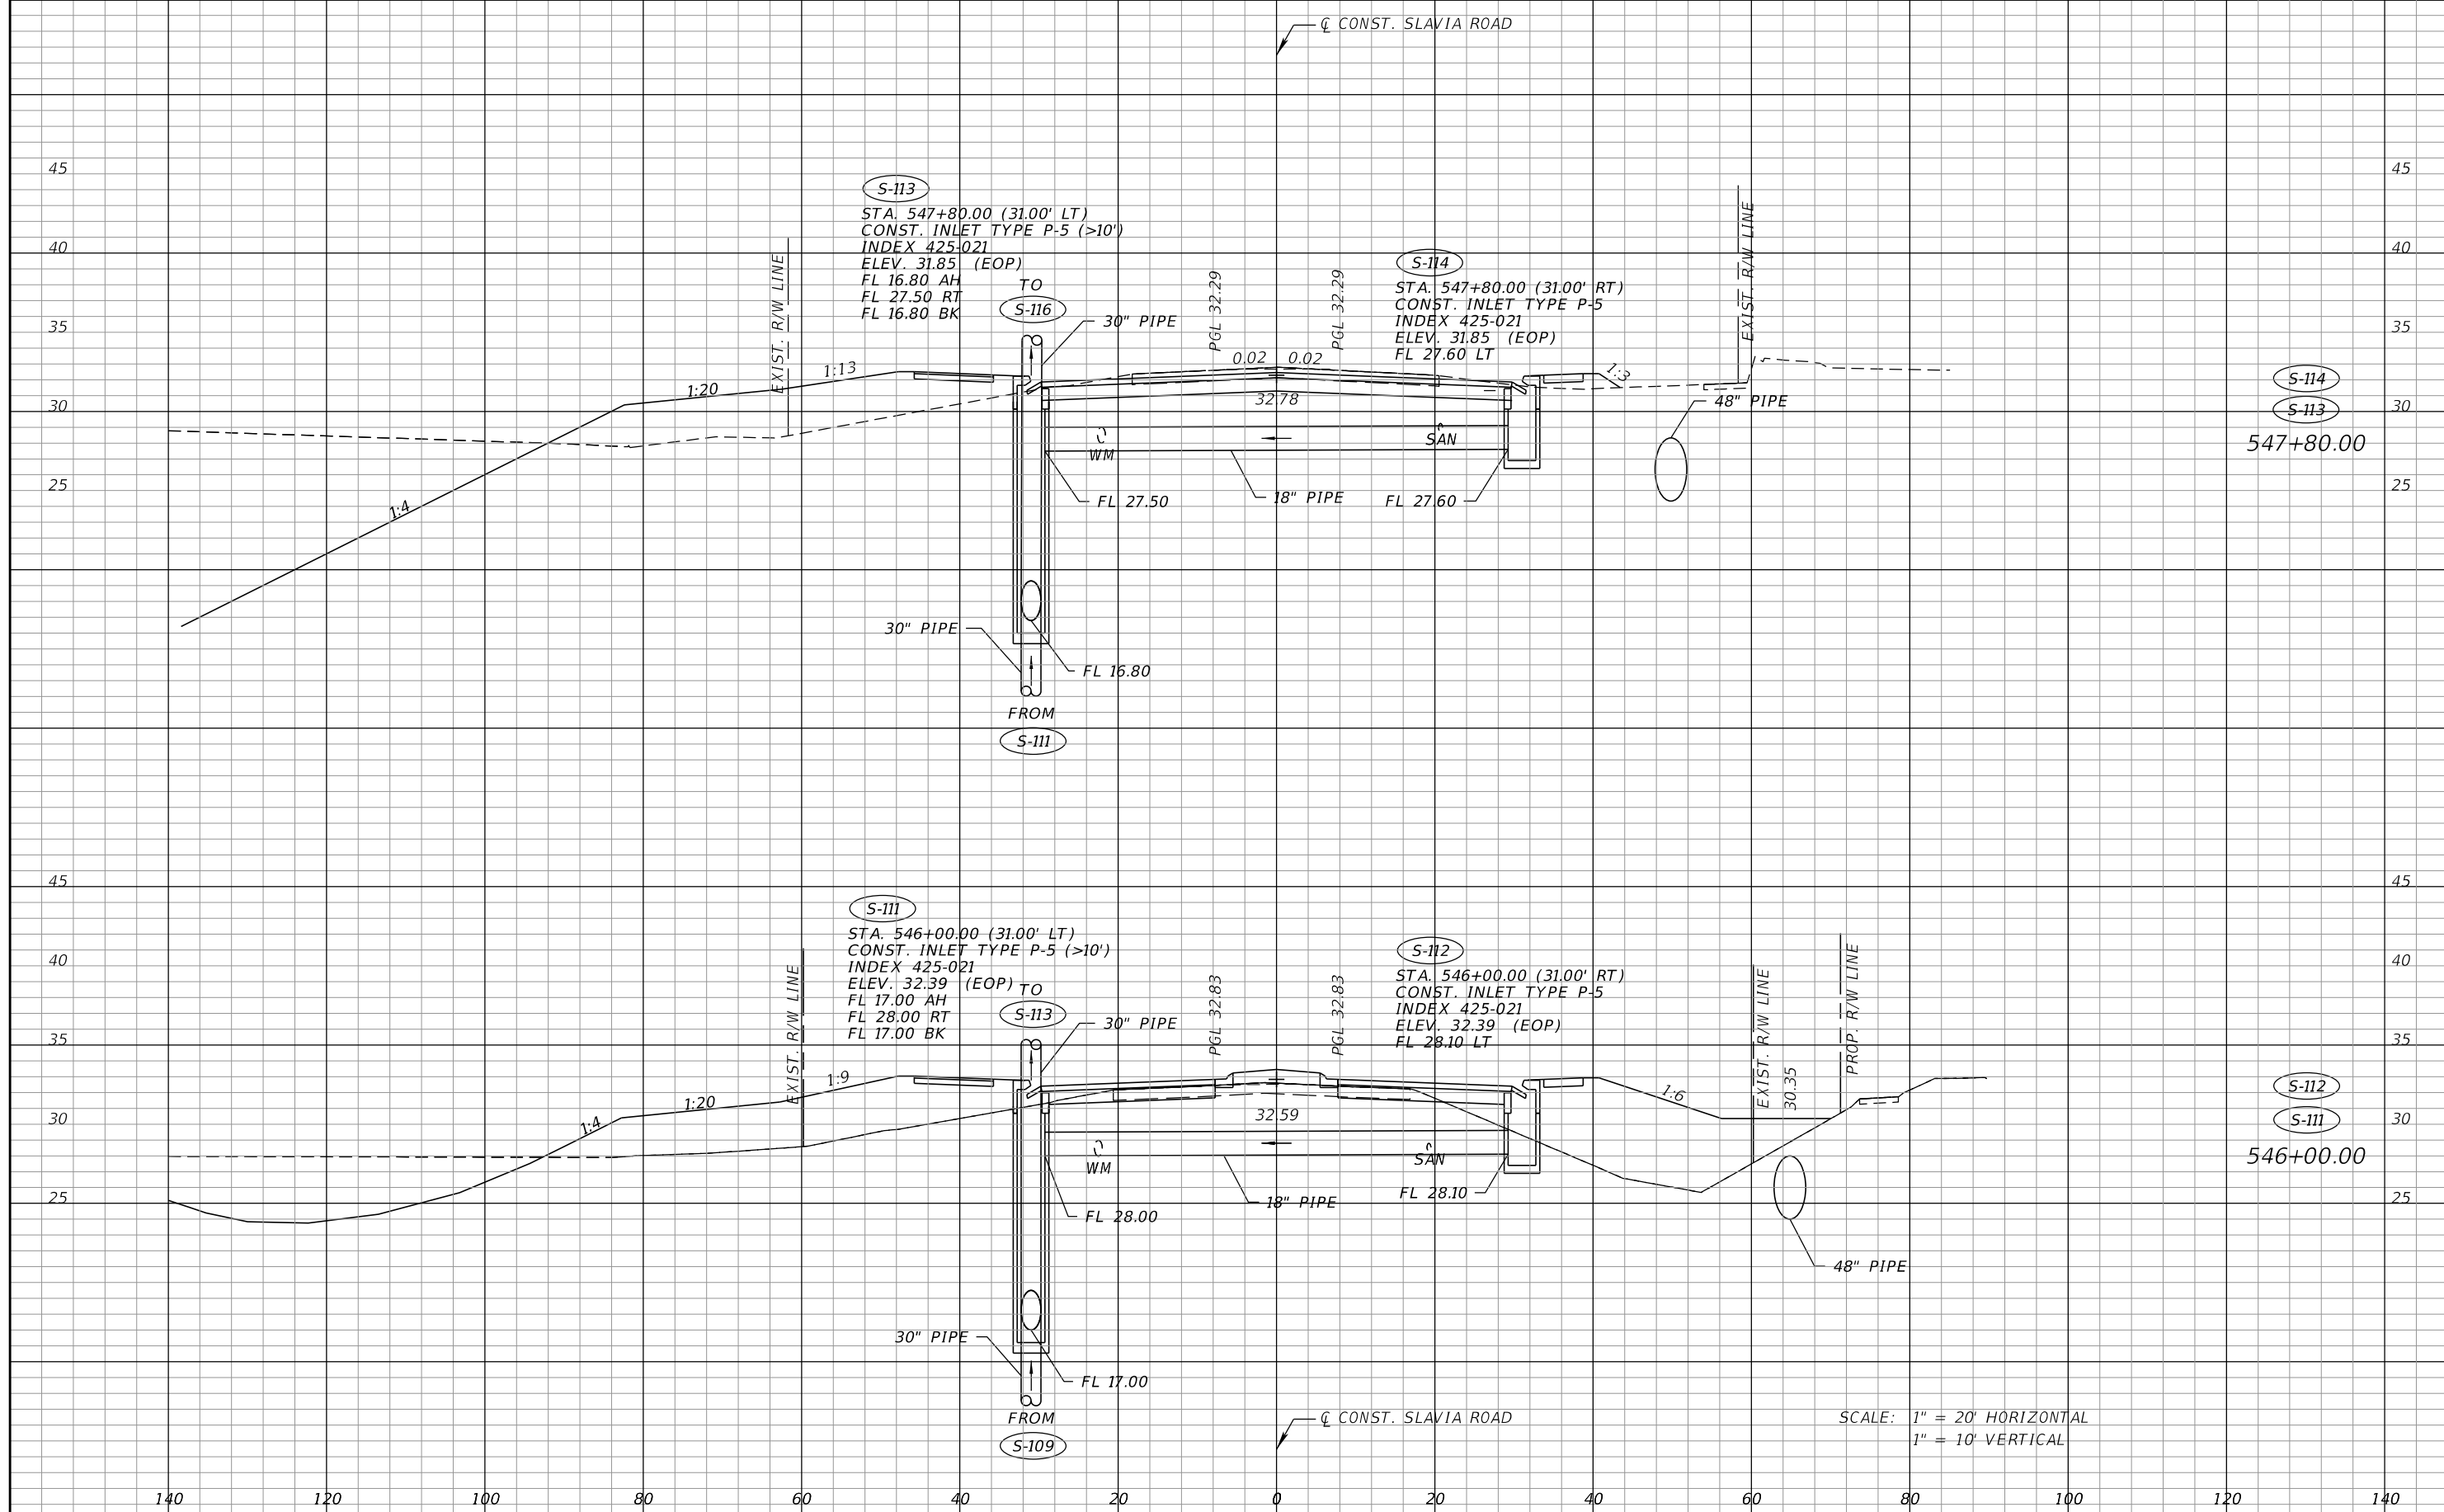 ℄ CONST. SLAVIA ROAD
45
45
S-113
STA. 547+80.00 (31.00' LT)
CONST. INLET TYPE P-5 (>10')
INDEX 425-021
ELEV. 31.85 (EOP)
FL 16.80 AH
FL 27.50 RT
FL 16.80 BK
40
40
EXIST. R/W LINE
TO
S-116
30" PIPE
PGL 32.29
PGL 32.29
S-114
STA. 547+80.00 (31.00' RT)
CONST. INLET TYPE P-5
INDEX 425-021
ELEV. 31.85 (EOP)
FL 27.60 LT
EXIST. R/W LINE
35
35
0.02
0.02
1:13
1:20
1:3
S-114
32.78
48" PIPE
30
30
S-113
547+80.00
WM
SAN
25
25
1:4
FL 27.50
18" PIPE
FL 27.60
30" PIPE
FL 16.80
FROM
S-111
45
45
S-111
STA. 546+00.00 (31.00' LT)
CONST. INLET TYPE P-5 (>10')
INDEX 425-021
ELEV. 32.39 (EOP)
FL 17.00 AH
FL 28.00 RT
FL 17.00 BK
40
40
EXIST. R/W LINE
TO
S-113
30" PIPE
PGL 32.83
PGL 32.83
S-112
STA. 546+00.00 (31.00' RT)
CONST. INLET TYPE P-5
INDEX 425-021
ELEV. 32.39 (EOP)
FL 28.10 LT
EXIST. R/W LINE
30.35
PROP. R/W LINE
35
35
1:9
1:20
1:4
1:6
S-112
32.59
30
30
S-111
546+00.00
WM
SAN
25
25
FL 28.00
18" PIPE
FL 28.10
48" PIPE
30" PIPE
FL 17.00
FROM
S-109
℄ CONST. SLAVIA ROAD
SCALE: 1" = 20' HORIZONTAL
1" = 10' VERTICAL
140 120 100 80 60 40 20 0 20 40 60 80 100 120 140